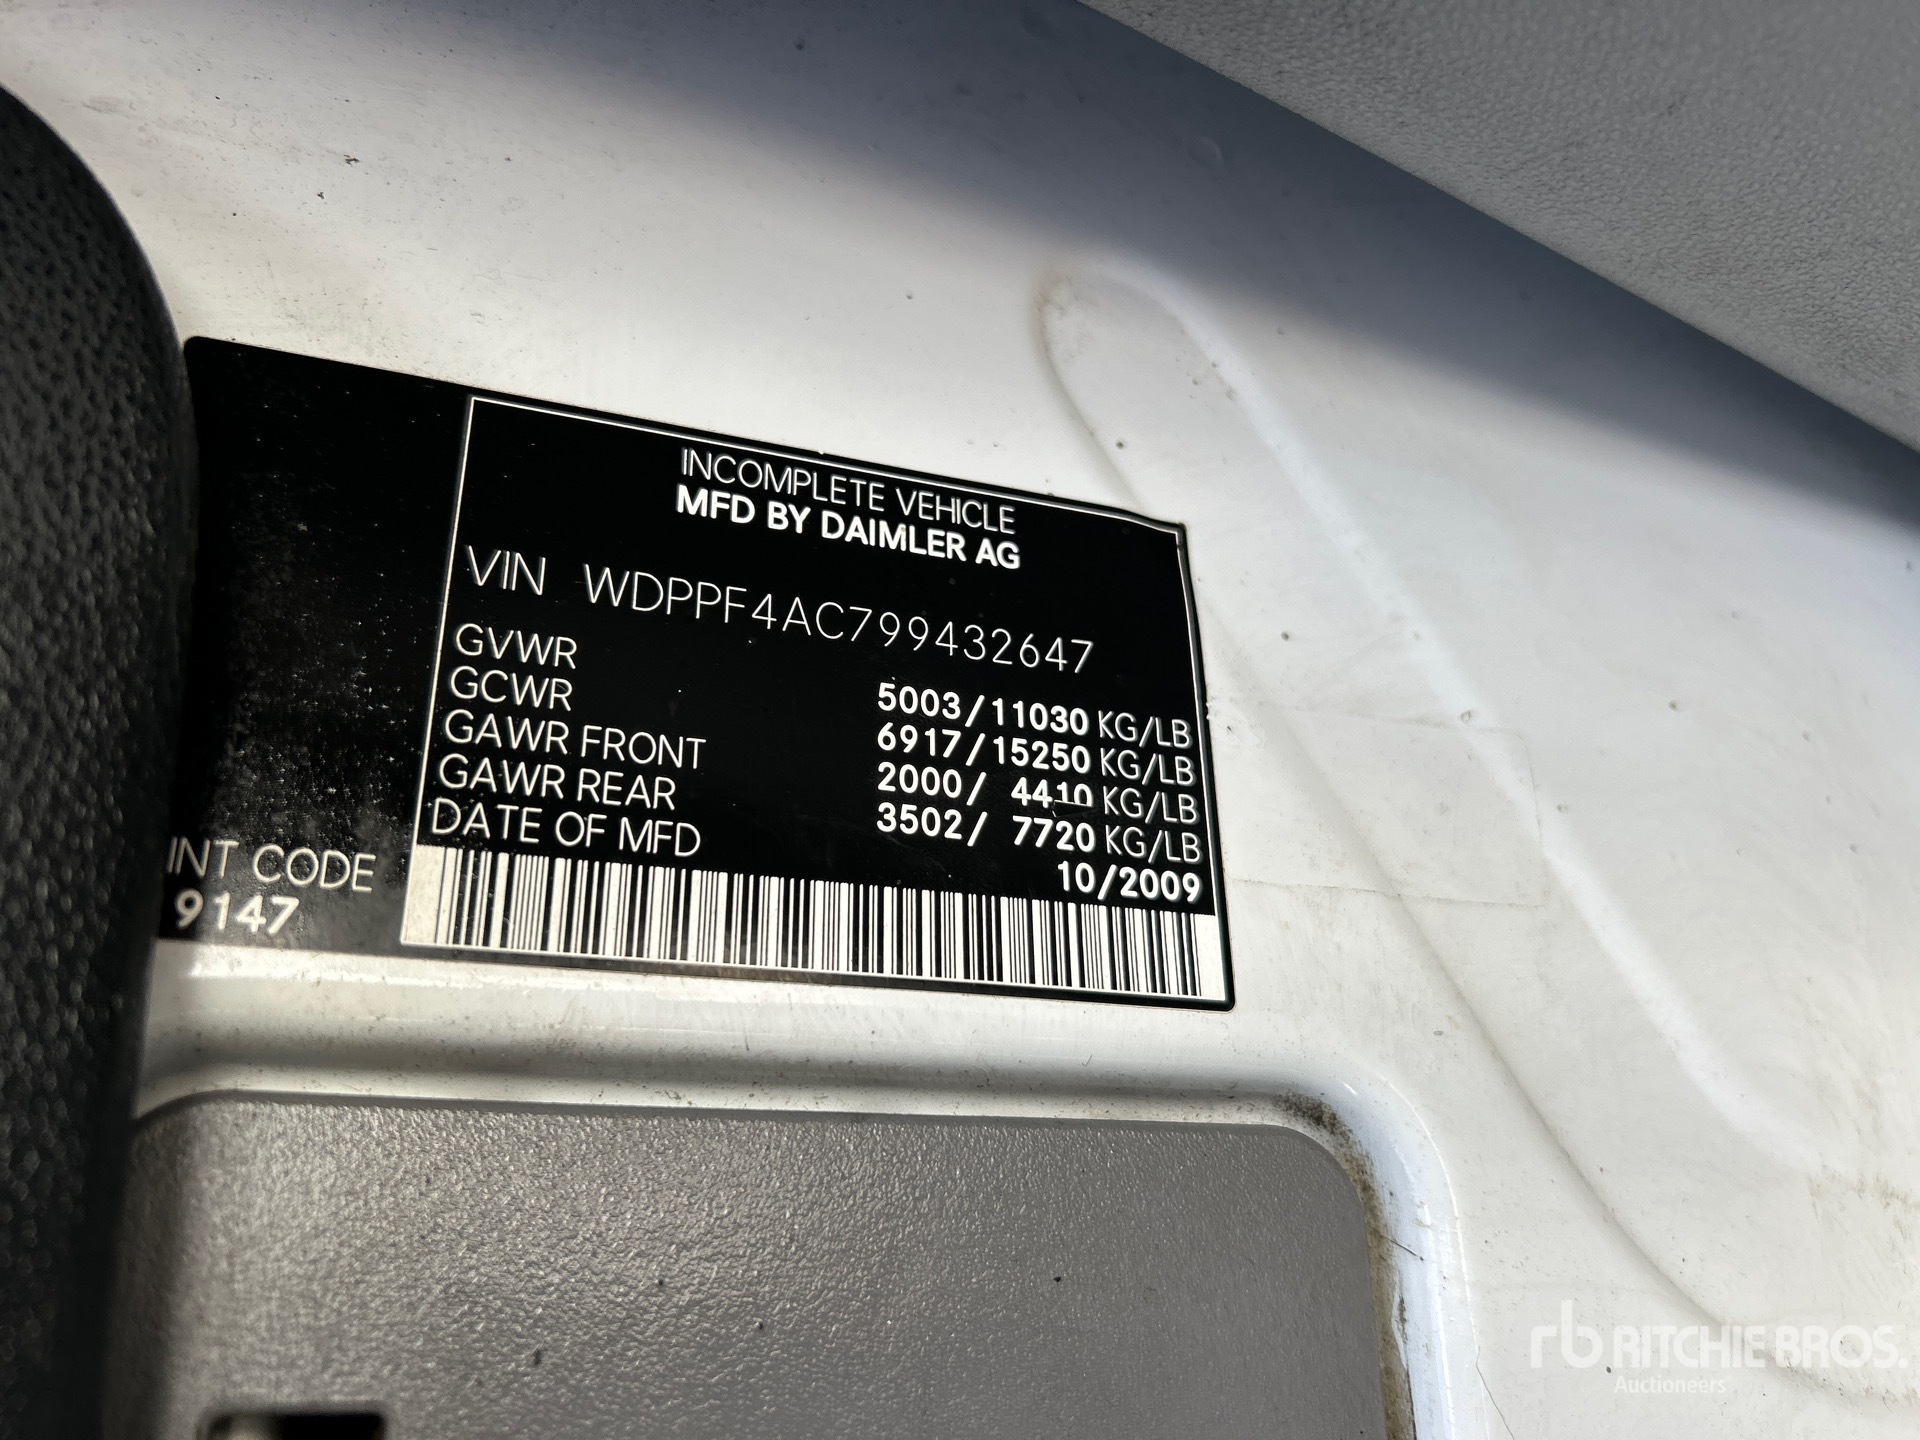 INCOMPLETE VEHICLE
MFD BY DAIMLER AG
VIN WDPPF4AC799432647
GVWR 5003/11030 KG/LB
GCWR 6917/15250 KG/LB
GAWR FRONT 2000/ 4410 KG/LB
GAWR REAR 3502/ 7720 KG/LB
DATE OF MFD 10/2009
INT CODE
9147
rb RITCHIE BROS.
Auctioneers